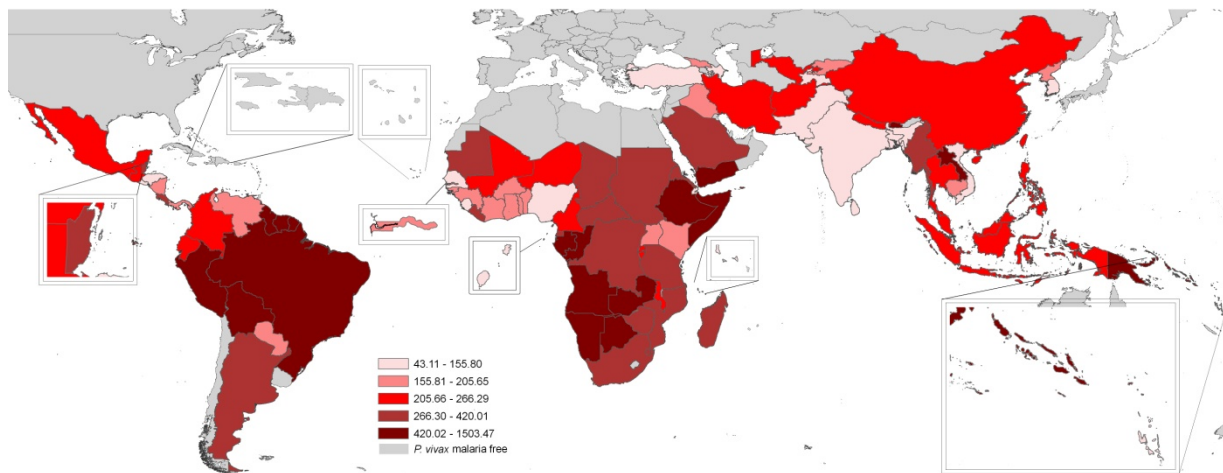 43.11 - 155.80
155.81 - 205.65
205.66 - 266.29
266.30 - 420.01
420.02 - 1503.47
P. vivax malaria free